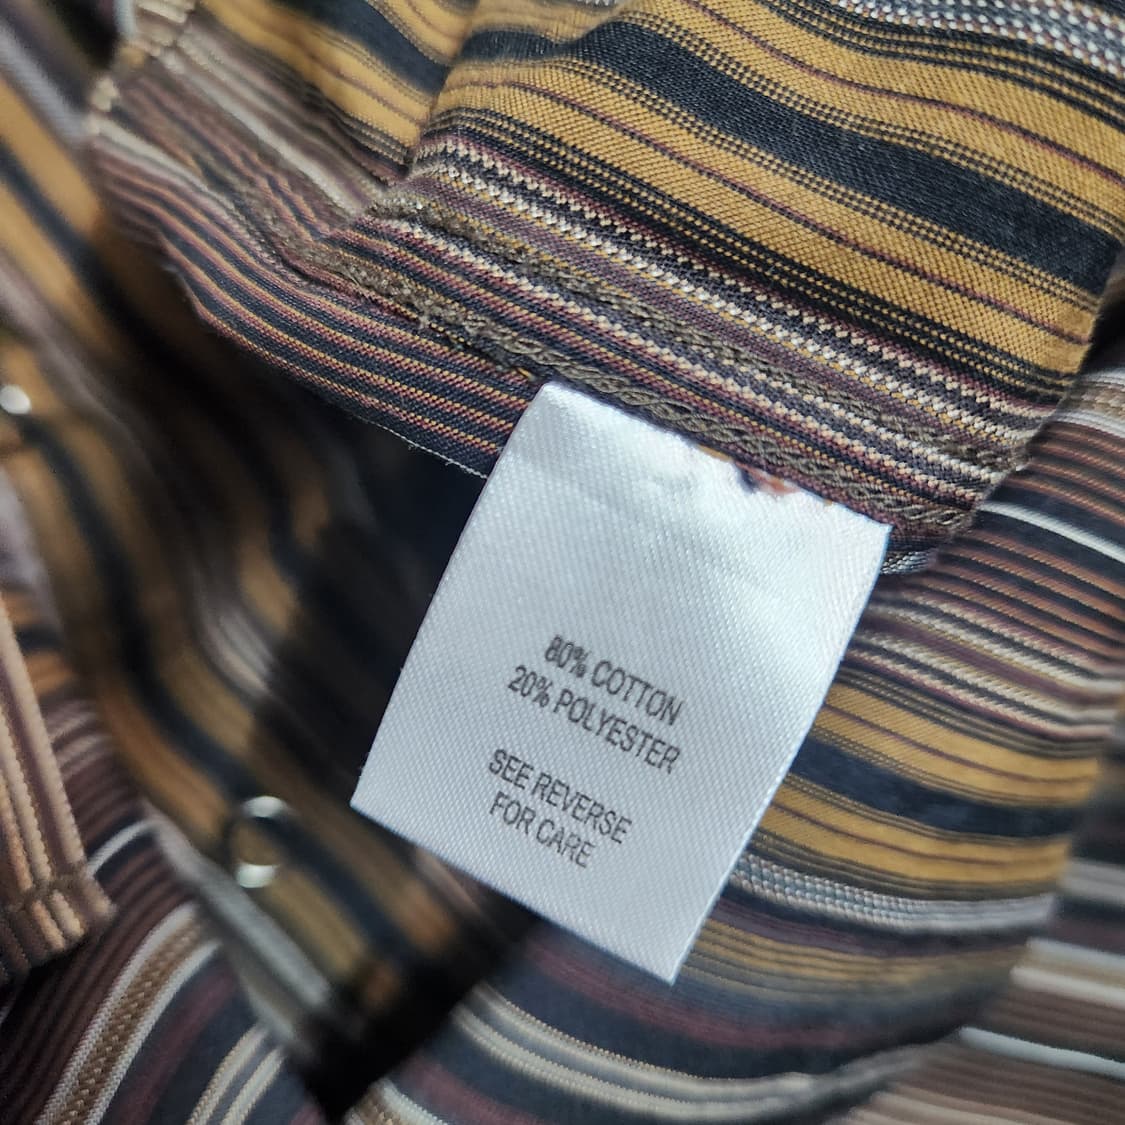 80% COTTON
20% POLYESTER
SEE REVERSE
FOR CARE